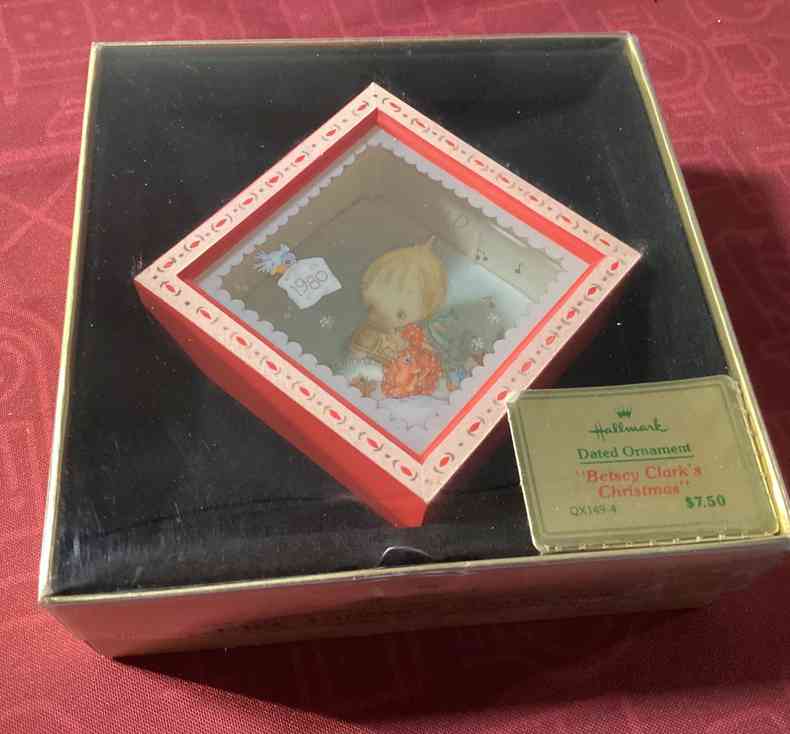 1980
Hallmark
Dated Ornament
"Betsey Clark's
Christmas"
QX149-4 $7.50